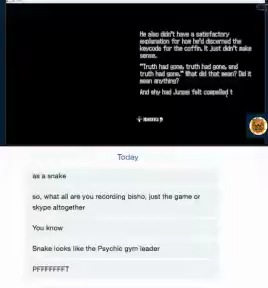 He also didn't have a satisfactory
explanation for how he'd discerned the
keycode for the coffin. It just didn't make
sense.
"Truth had gone, truth had gone, and
truth had gone." What did that mean? Did it
mean anything?
And why had Junpei felt compelled t
Today
as a snake
so, what all are you recording bisho, just the game or
skype altogether
You know
Snake looks like the Psychic gym leader
PFFFFFFFT